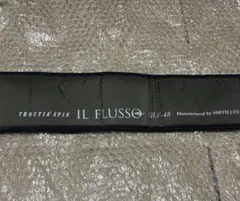 TROUTIN' SPIN IL FLUSSO ILF-48 Manufactured by SMITH LTD